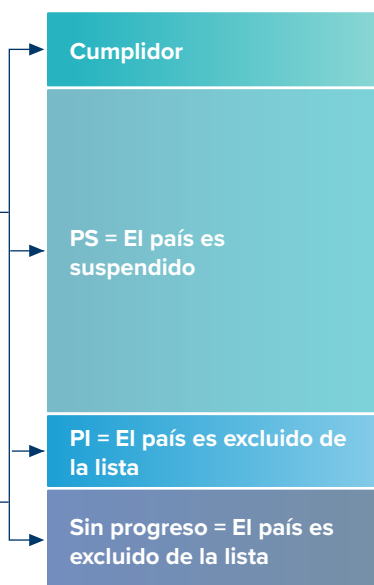 Cumplidor
PS = El país es
suspendido
PI = El país es excluido de
la lista
Sin progreso = El país es
excluido de la lista